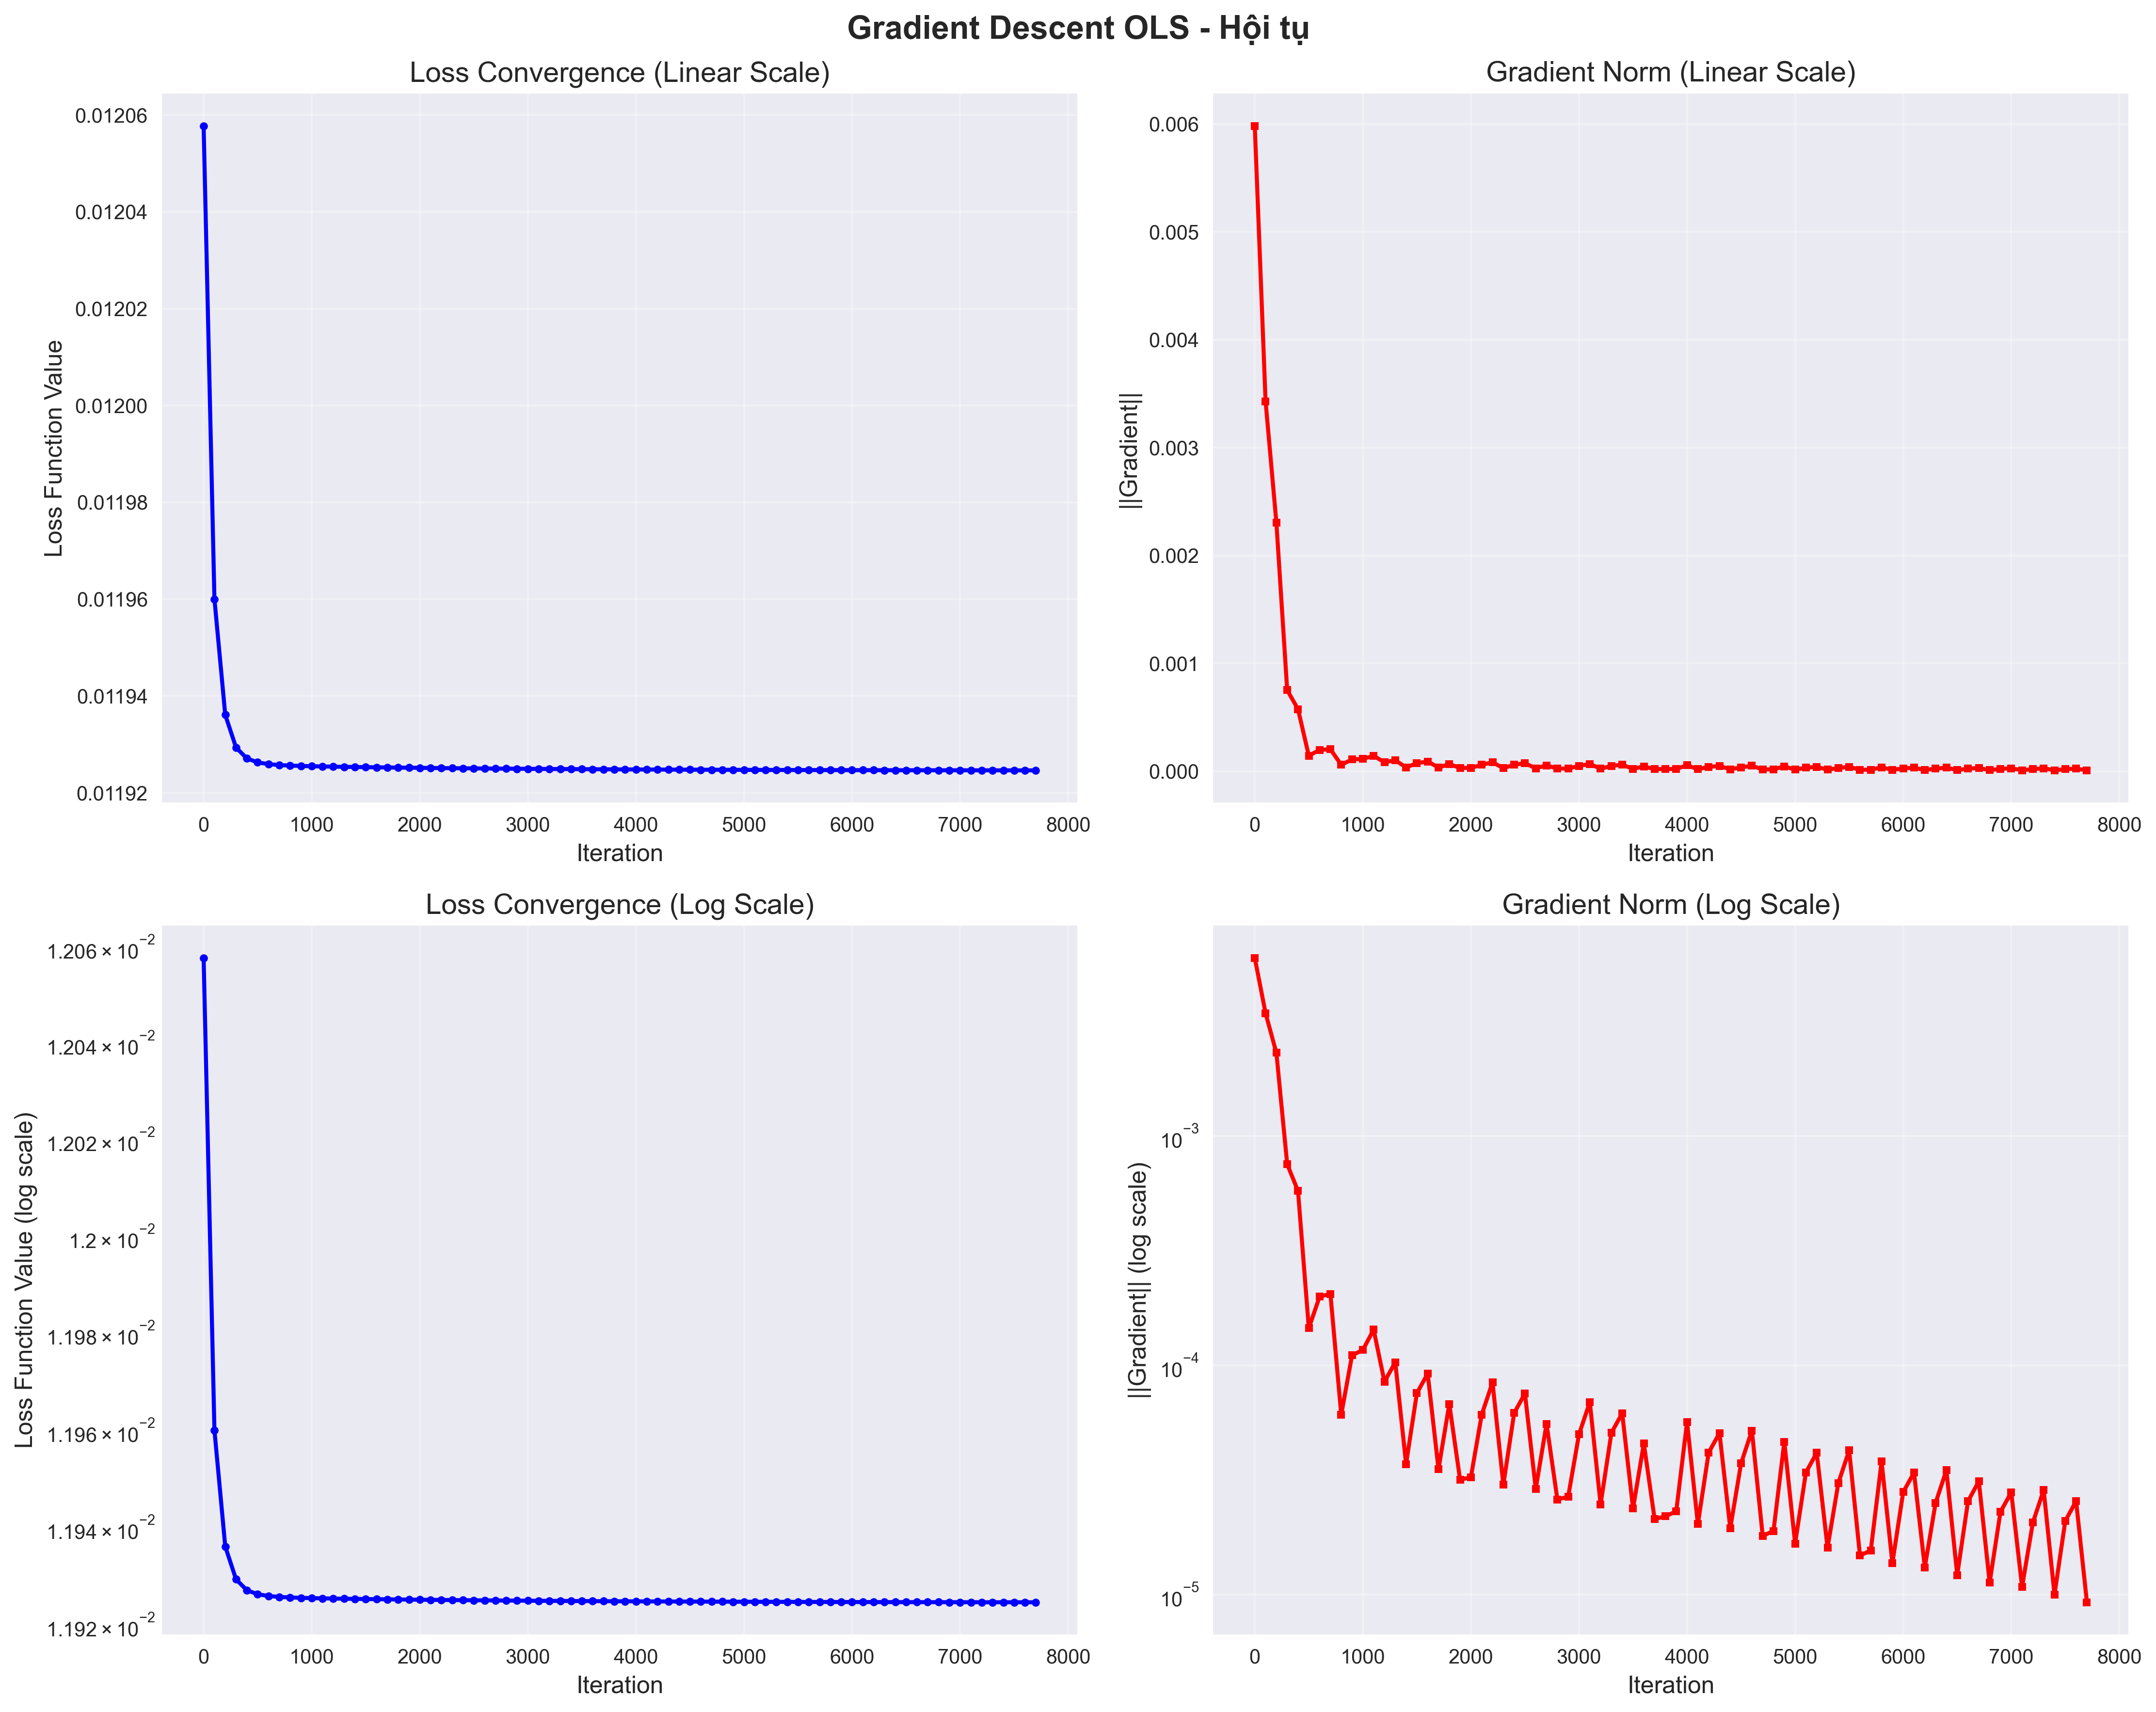 Gradient Descent OLS - Hội tụ
Loss Convergence (Linear Scale)
Loss Function Value
0.01206
0.01204
0.01202
0.01200
0.01198
0.01196
0.01194
0.01192
0 1000 2000 3000 4000 5000 6000 7000 8000
Iteration
Gradient Norm (Linear Scale)
||Gradient||
0.006
0.005
0.004
0.003
0.002
0.001
0.000
0 1000 2000 3000 4000 5000 6000 7000 8000
Iteration
Loss Convergence (Log Scale)
Loss Function Value (log scale)
1.206 × 10⁻²
1.204 × 10⁻²
1.202 × 10⁻²
1.2 × 10⁻²
1.198 × 10⁻²
1.196 × 10⁻²
1.194 × 10⁻²
1.192 × 10⁻²
0 1000 2000 3000 4000 5000 6000 7000 8000
Iteration
Gradient Norm (Log Scale)
||Gradient|| (log scale)
10⁻³
10⁻⁴
10⁻⁵
0 1000 2000 3000 4000 5000 6000 7000 8000
Iteration